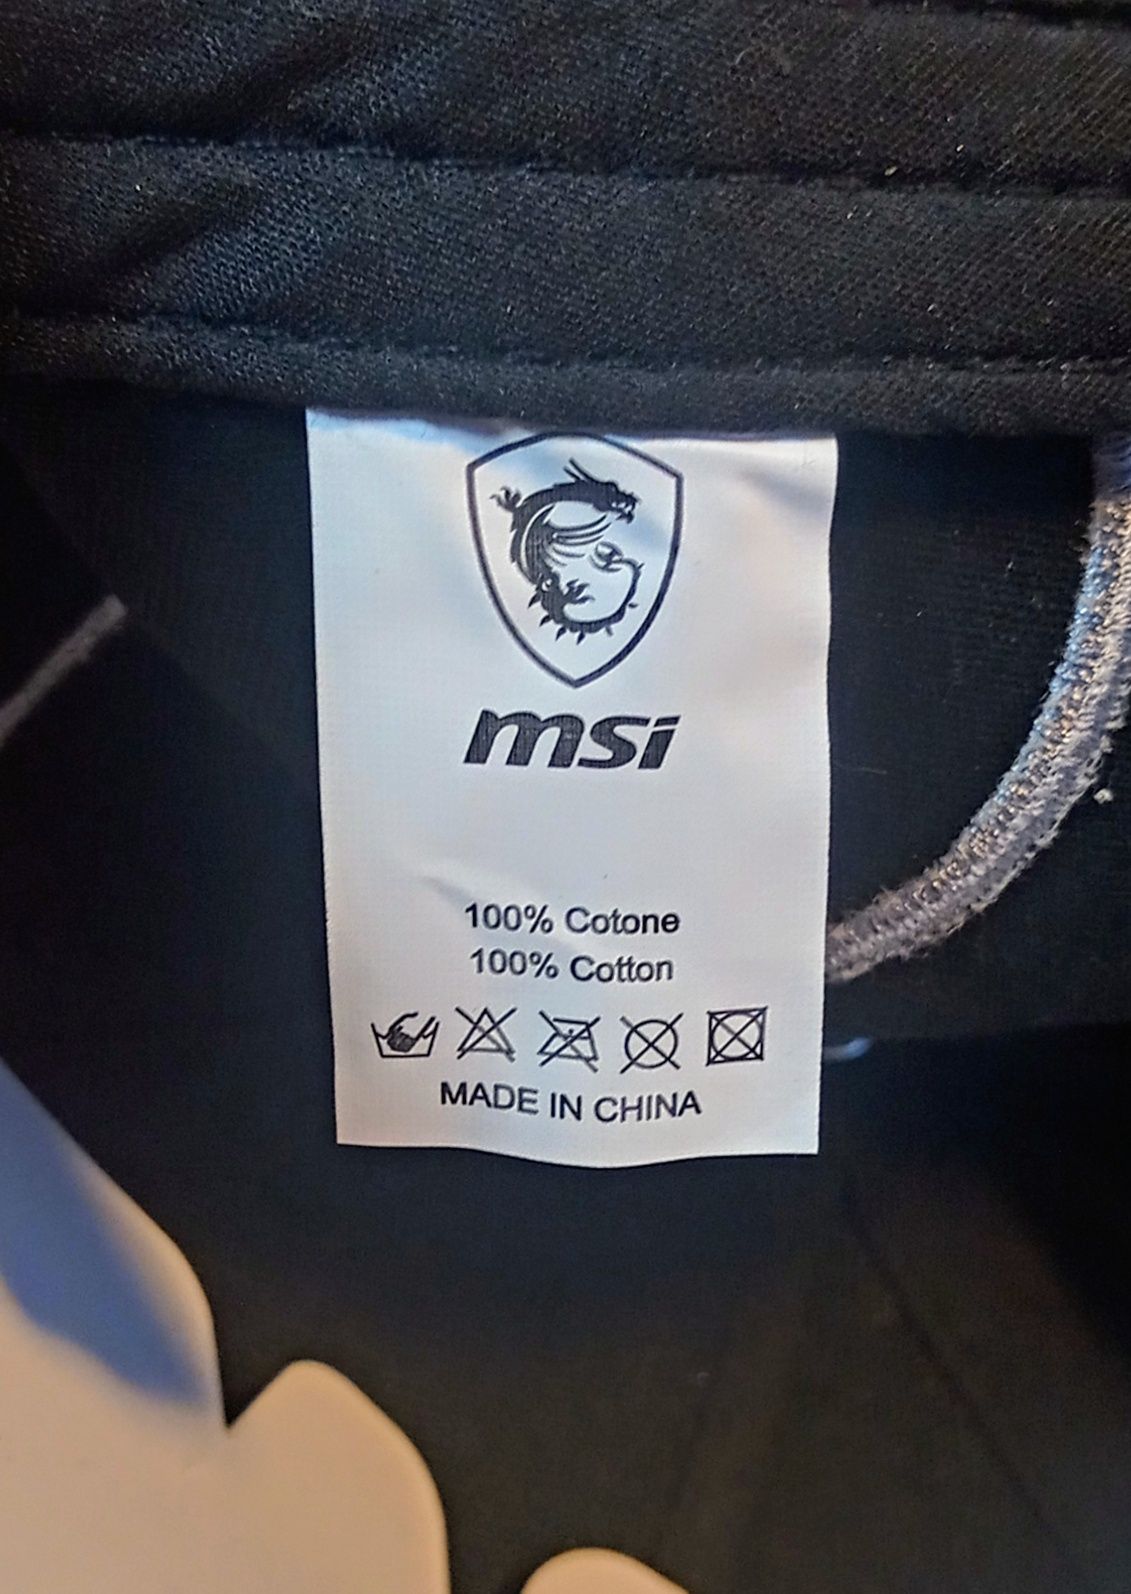 msi
100% Cotone
100% Cotton
MADE IN CHINA